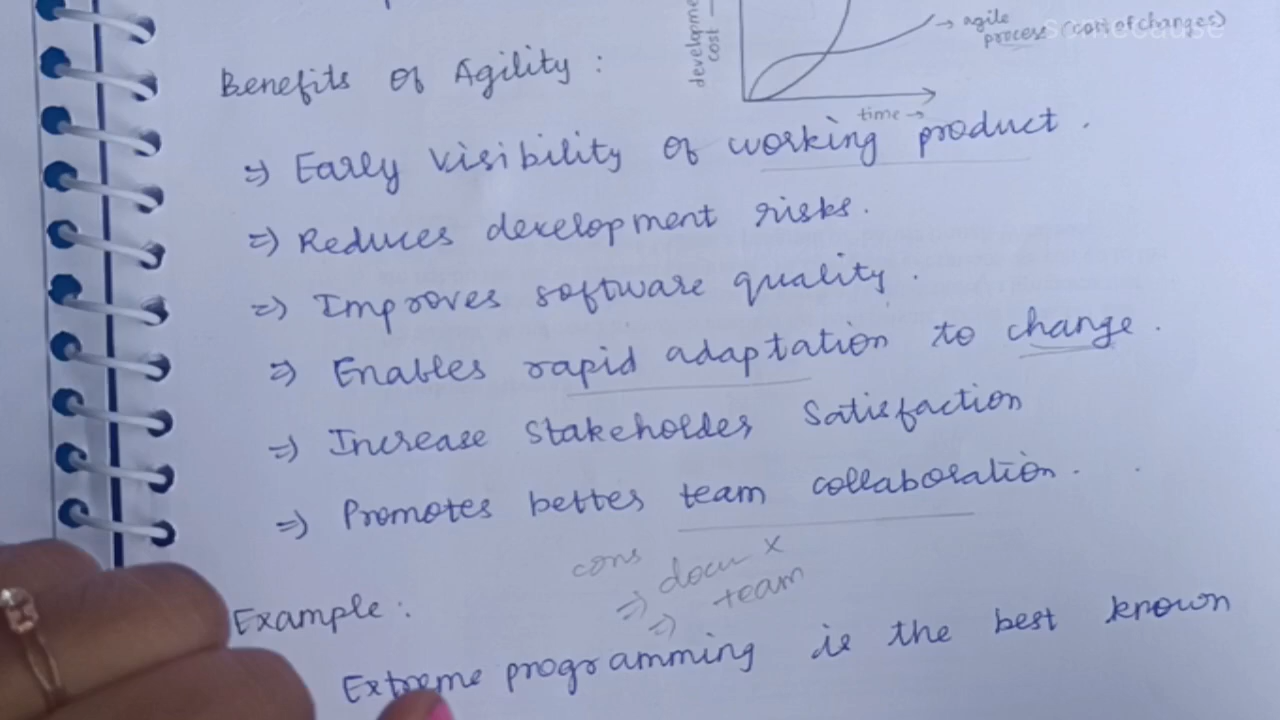 development cost
→ agile process (cost of changes)
time →
Benefits of Agility :
⇒ Early visibility of working product.
⇒ Reduces development risks.
⇒ Improves software quality.
⇒ Enables rapid adaptation to change.
⇒ Increase Stakeholder Satisfaction
⇒ Promotes better team collaboration.
cons
⇒ docu x
⇒ team
Example :
Extreme programming is the best known